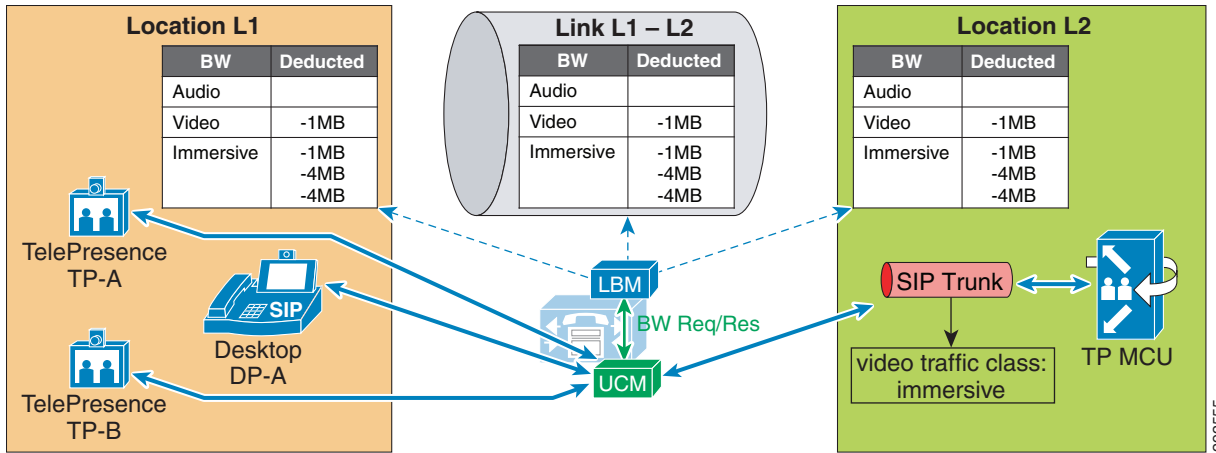 Location L1
BW Deducted
Audio
Video -1MB
Immersive -1MB
-4MB
-4MB
TelePresence
TP-A
SIP
Desktop
DP-A
TelePresence
TP-B
Link L1 – L2
BW Deducted
Audio
Video -1MB
Immersive -1MB
-4MB
-4MB
LBM
BW Req/Res
UCM
Location L2
BW Deducted
Audio
Video -1MB
Immersive -1MB
-4MB
-4MB
SIP Trunk
TP MCU
video traffic class:
immersive